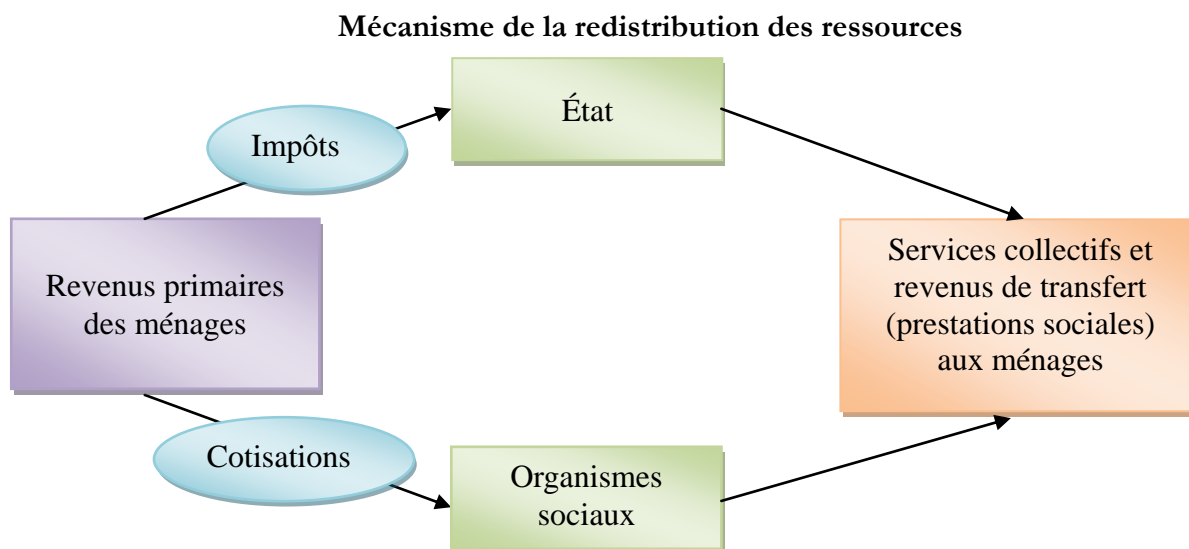 Mécanisme de la redistribution des ressources
État
Impôts
Revenus primaires
des ménages
Services collectifs et
revenus de transfert
(prestations sociales)
aux ménages
Cotisations
Organismes
sociaux